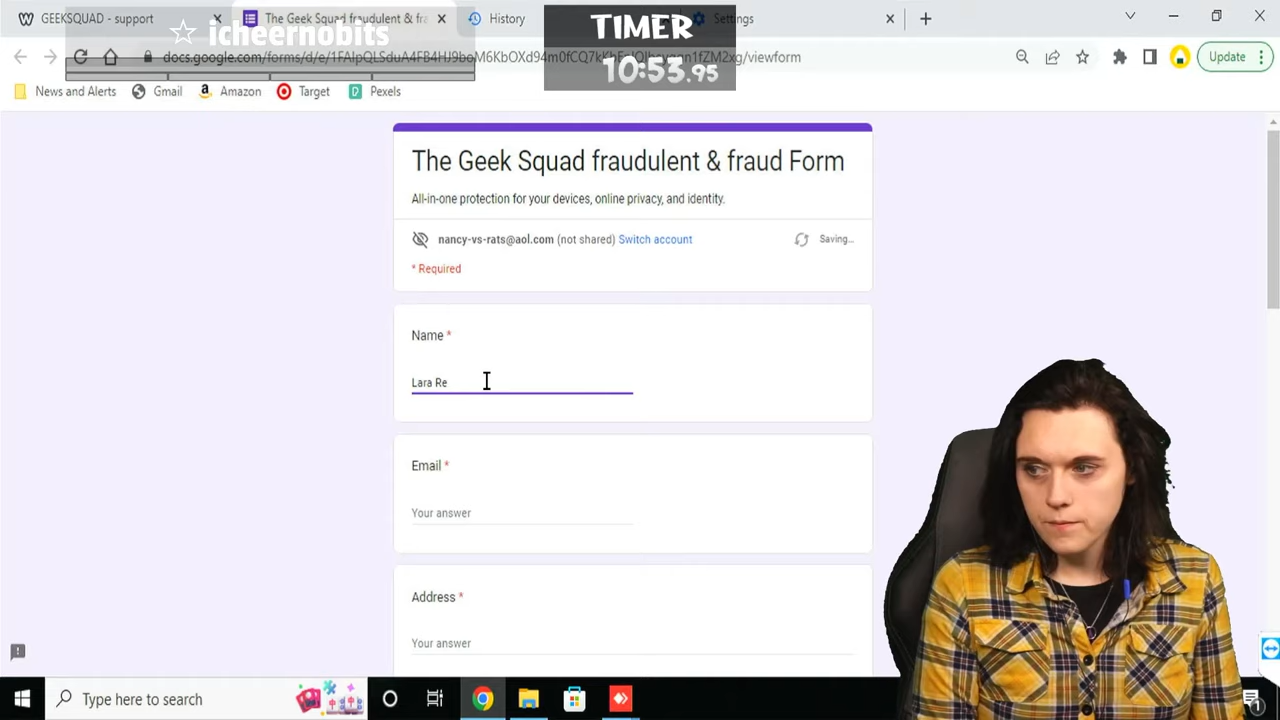 GEEKSQUAD - support
The Geek Squad fraudulent & fra
History
Settings
icheernobits
TIMER
10:53.95
Update
News and Alerts
Gmail
Amazon
Target
Pexels
The Geek Squad fraudulent & fraud Form
All-in-one protection for your devices, online privacy, and identity.
nancy-vs-rats@aol.com (not shared) Switch account
Saving...
* Required
Name *
Lara Re
Email *
Your answer
Address *
Your answer
Type here to search
1